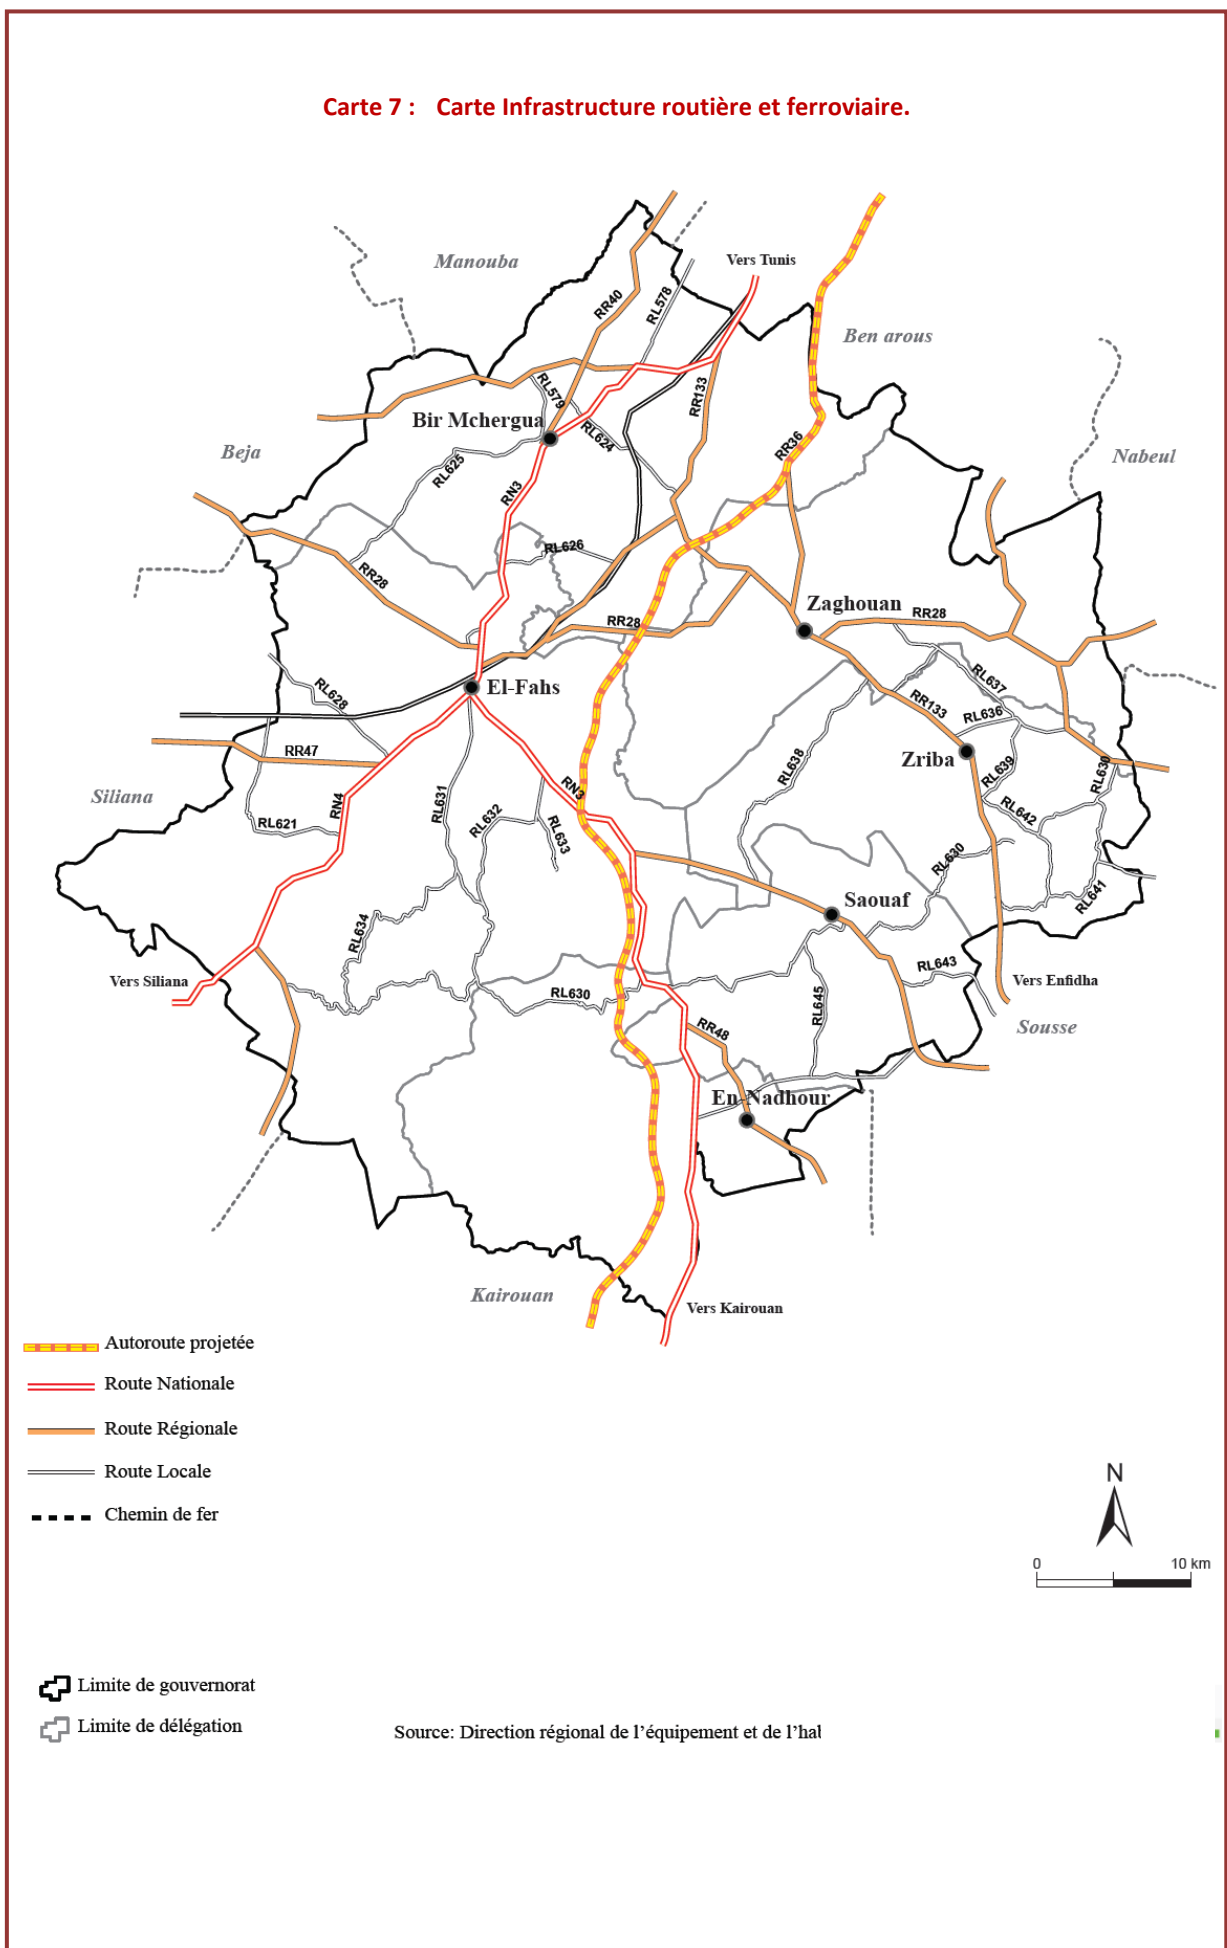 Carte 7 : Carte Infrastructure routière et ferroviaire.
Manouba
Vers Tunis
RR40
RL578
Ben arous
RL579
RR133
Bir Mchergua
RL624
RR36
Beja
RL625
Nabeul
RN3
RL626
RR28
Zaghouan
RR28
RR28
El-Fahs
RL628
RL637
RR133
RL636
RR47
Zriba
RL638
RL639
RL630
Siliana
RN4
RL631
RN3
RL632
RL633
RL621
RL642
RL630
RL641
Saouaf
RL634
RL643
Vers Siliana
RL630
RL645
Vers Enfidha
RR48
Sousse
En-Nadhour
Kairouan
Vers Kairouan
Autoroute projetée
Route Nationale
Route Régionale
Route Locale
Chemin de fer
N
0 10 km
Limite de gouvernorat
Limite de délégation
Source: Direction régional de l’équipement et de l’hal